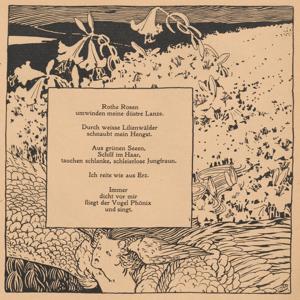 Rothe Rosen
umwinden meine düstre Lanze.
Durch weisse Lilienwälder
schnaubt mein Hengst.
Aus grünen Seeen,
Schilf im Haar,
tauchen schlanke, schleierlose Jungfraun.
Ich reite wie aus Erz.
Immer
dicht vor mir
fliegt der Vogel Phönix
und singt.